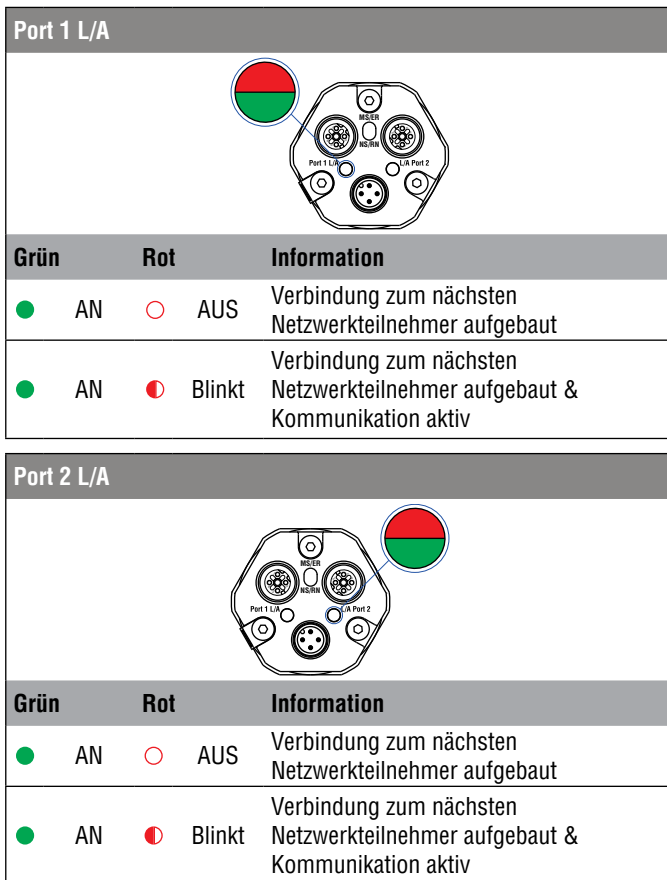 Port 1 L/A
MS/ER
NS/RN
Port 1 L/A
L/A Port 2
Grün Rot Information
AN AUS Verbindung zum nächsten
Netzwerkteilnehmer aufgebaut
AN Blinkt Verbindung zum nächsten
Netzwerkteilnehmer aufgebaut &
Kommunikation aktiv
Port 2 L/A
MS/ER
NS/RN
Port 1 L/A
L/A Port 2
Grün Rot Information
AN AUS Verbindung zum nächsten
Netzwerkteilnehmer aufgebaut
AN Blinkt Verbindung zum nächsten
Netzwerkteilnehmer aufgebaut &
Kommunikation aktiv